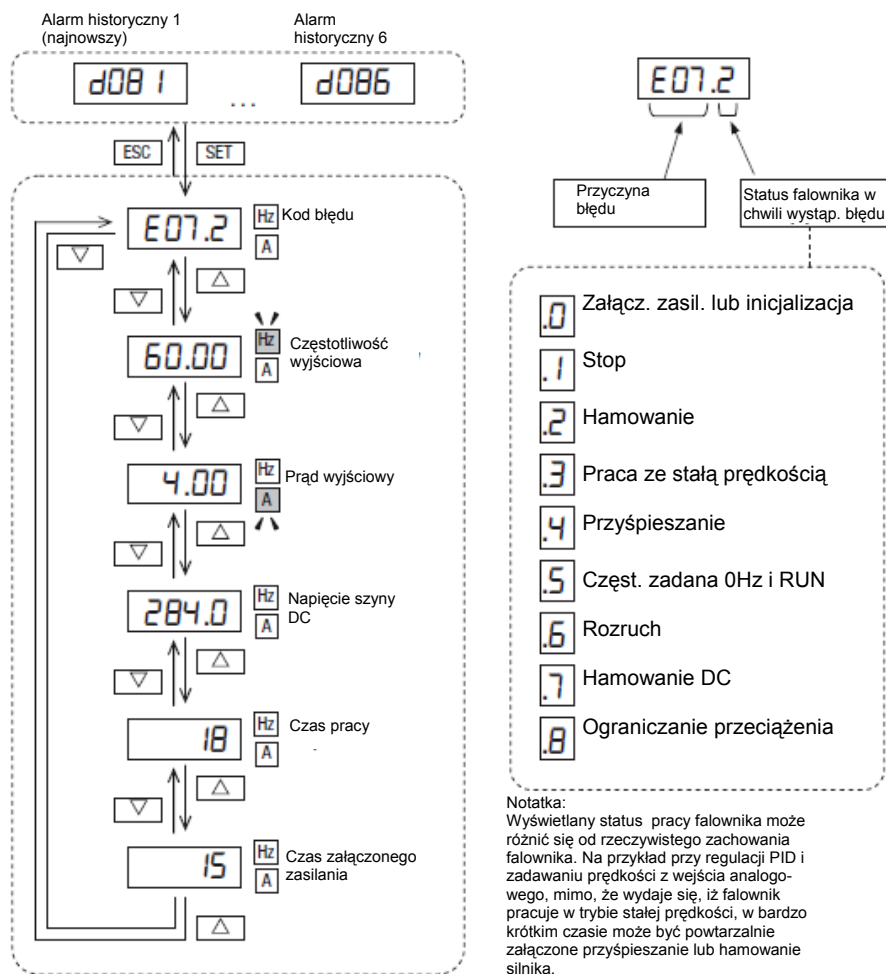 Alarm historyczny 1
(najnowszy)
Alarm
historyczny 6
d081
...
d086
ESC
SET
E07.2
Hz
A
Kod błędu
60.00
Hz
A
Częstotliwość
wyjściowa
4.00
Hz
A
Prąd wyjściowy
284.0
Hz
A
Napięcie szyny
DC
18
Hz
A
Czas pracy
15
Hz
A
Czas załączonego
zasilania
E07.2
Przyczyna
błędu
Status falownika w
chwili wystąp. błędu
.0 Załącz. zasil. lub inicjalizacja
.1 Stop
.2 Hamowanie
.3 Praca ze stałą prędkością
.4 Przyśpieszanie
.5 Częst. zadana 0Hz i RUN
.6 Rozruch
.7 Hamowanie DC
.8 Ograniczanie przeciążenia
Notatka:
Wyświetlany status pracy falownika może
różnić się od rzeczywistego zachowania
falownika. Na przykład przy regulacji PID i
zadawaniu prędkości z wejścia analogo-
wego, mimo, że wydaje się, iż falownik
pracuje w trybie stałej prędkości, w bardzo
krótkim czasie może być powtarzalnie
załączone przyśpieszanie lub hamowanie
silnika.